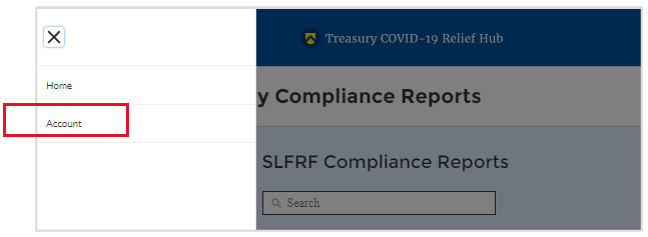 Treasury COVID-19 Relief Hub
Home
Account
y Compliance Reports
SLFRF Compliance Reports
Search